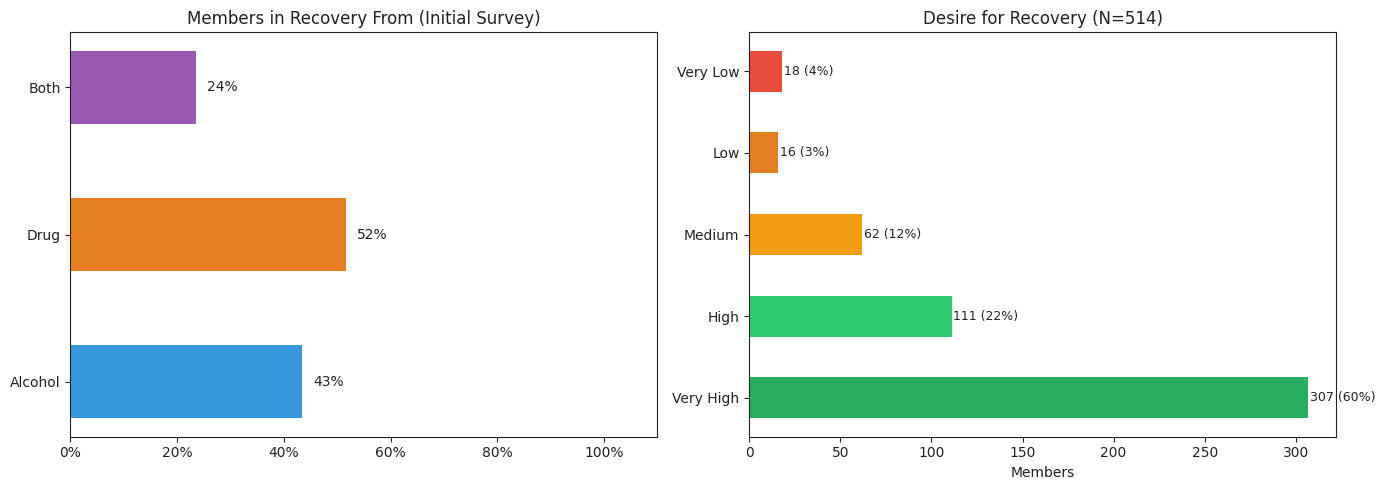 Members in Recovery From (Initial Survey)
Both
24%
Drug
52%
Alcohol
43%
0% 20% 40% 60% 80% 100%
Desire for Recovery (N=514)
Very Low
18 (4%)
Low
16 (3%)
Medium
62 (12%)
High
111 (22%)
Very High
307 (60%)
0 50 100 150 200 250 300
Members